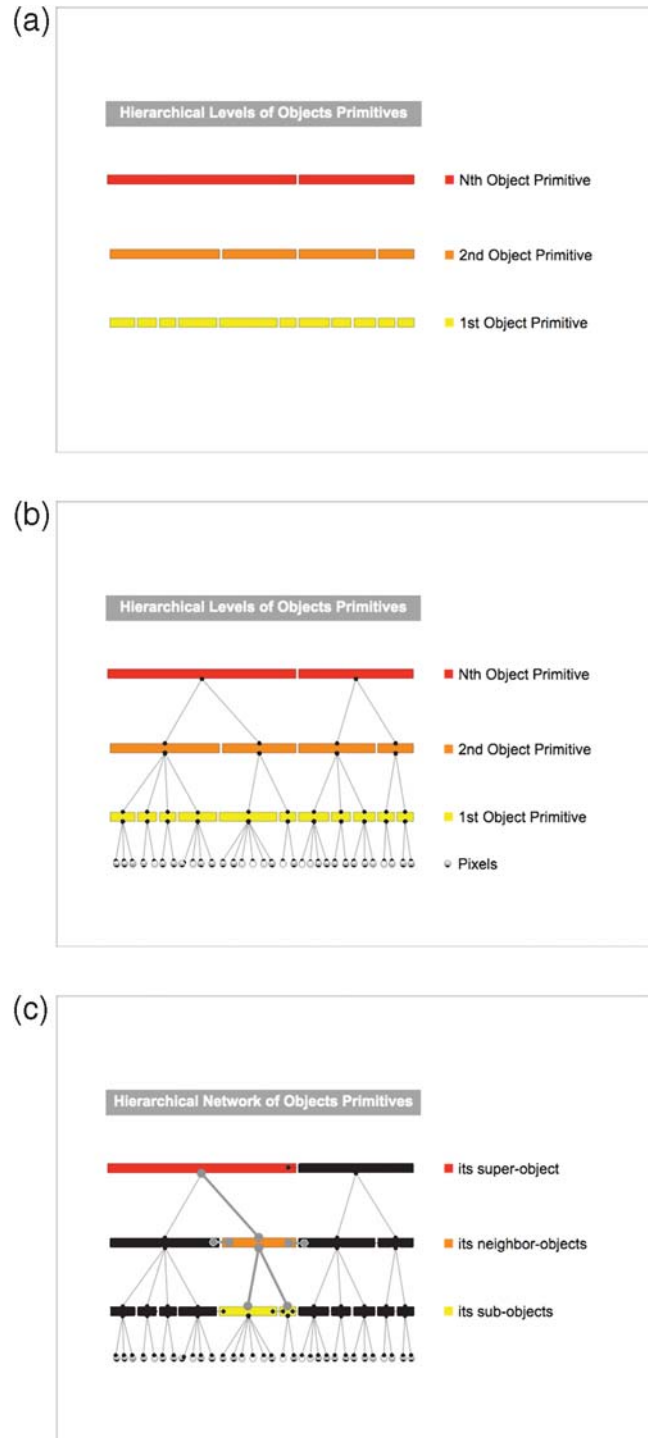 (a)
Hierarchical Levels of Objects Primitives
Nth Object Primitive
2nd Object Primitive
1st Object Primitive
(b)
Hierarchical Levels of Objects Primitives
Nth Object Primitive
2nd Object Primitive
1st Object Primitive
Pixels
(c)
Hierarchical Network of Objects Primitives
its super-object
its neighbor-objects
its sub-objects